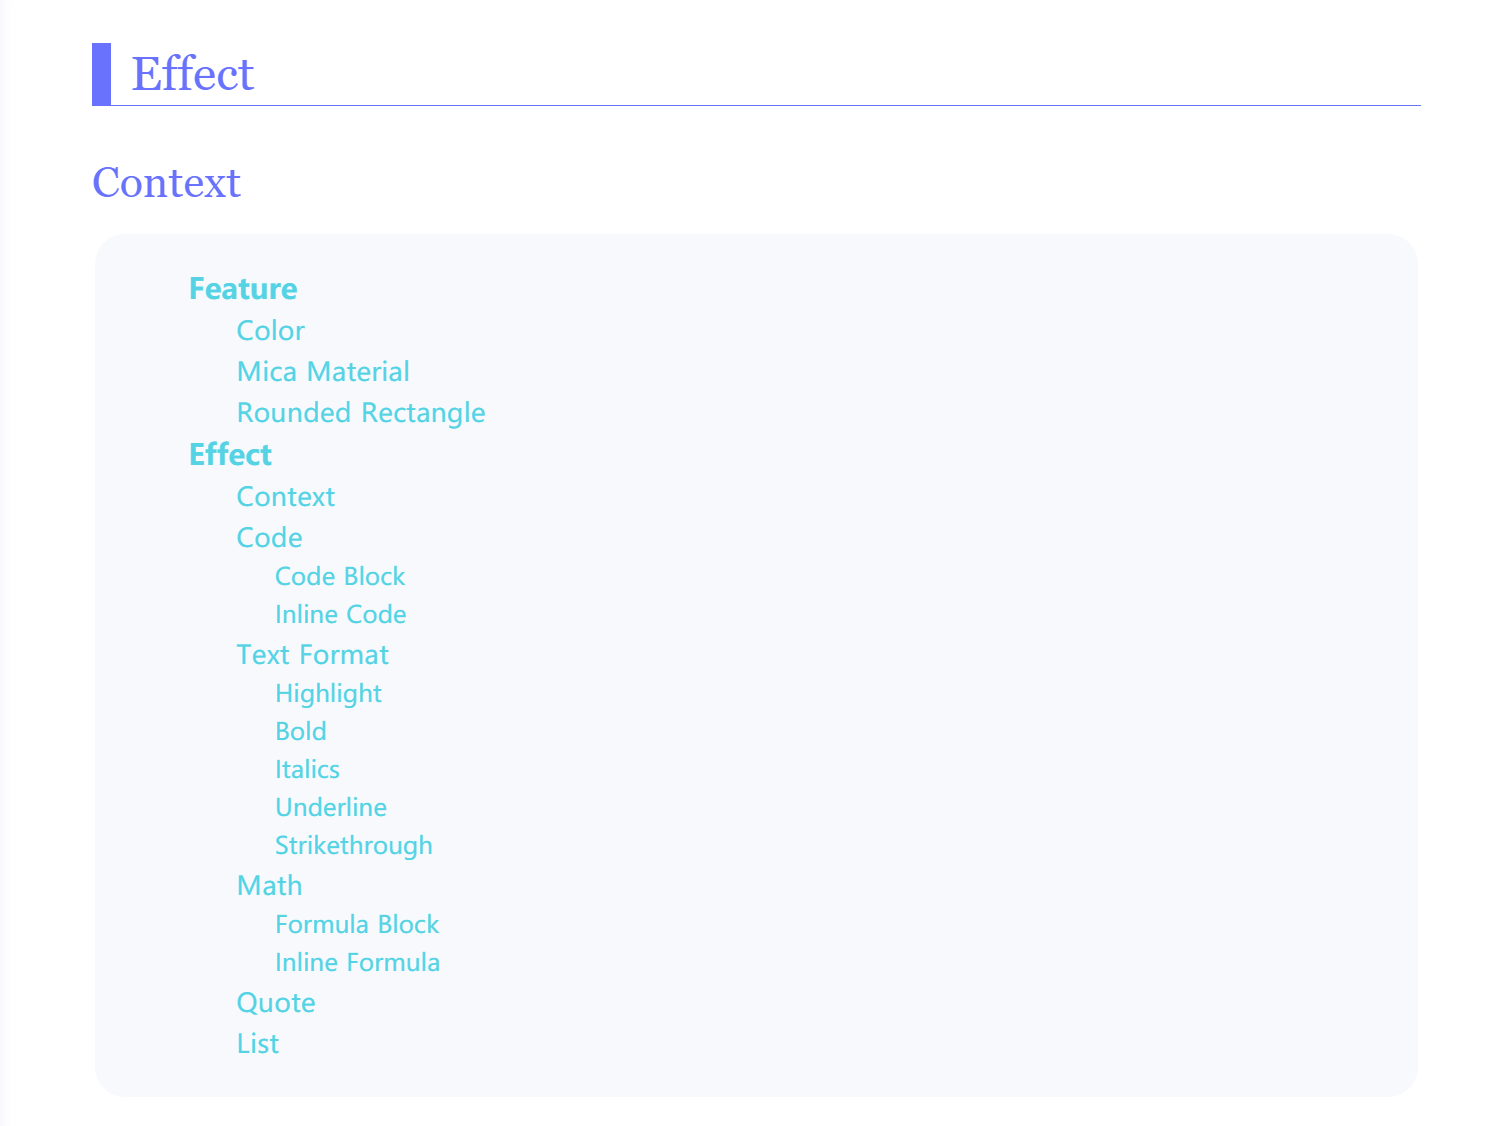 Effect
Context
Feature
Color
Mica Material
Rounded Rectangle
Effect
Context
Code
Code Block
Inline Code
Text Format
Highlight
Bold
Italics
Underline
Strikethrough
Math
Formula Block
Inline Formula
Quote
List